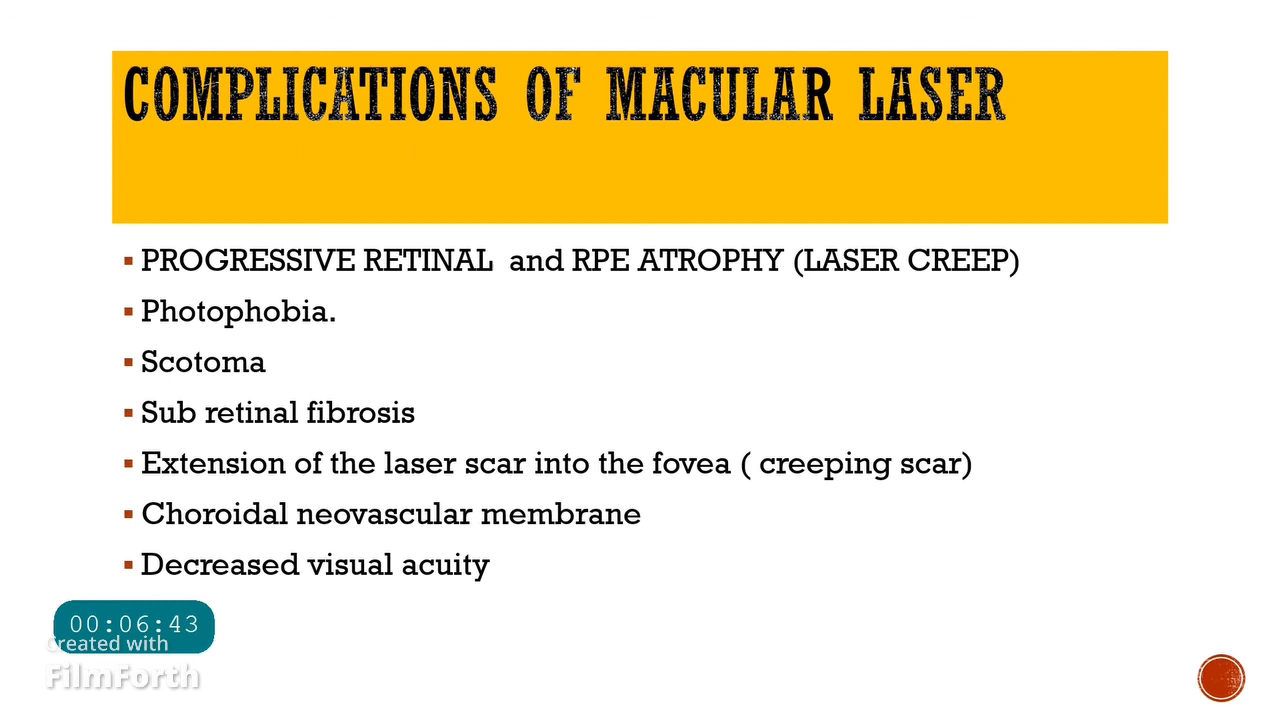 COMPLICATIONS OF MACULAR LASER
PROGRESSIVE RETINAL and RPE ATROPHY (LASER CREEP)
Photophobia.
Scotoma
Sub retinal fibrosis
Extension of the laser scar into the fovea ( creeping scar)
Choroidal neovascular membrane
Decreased visual acuity
00:06:43
Created with
FilmForth